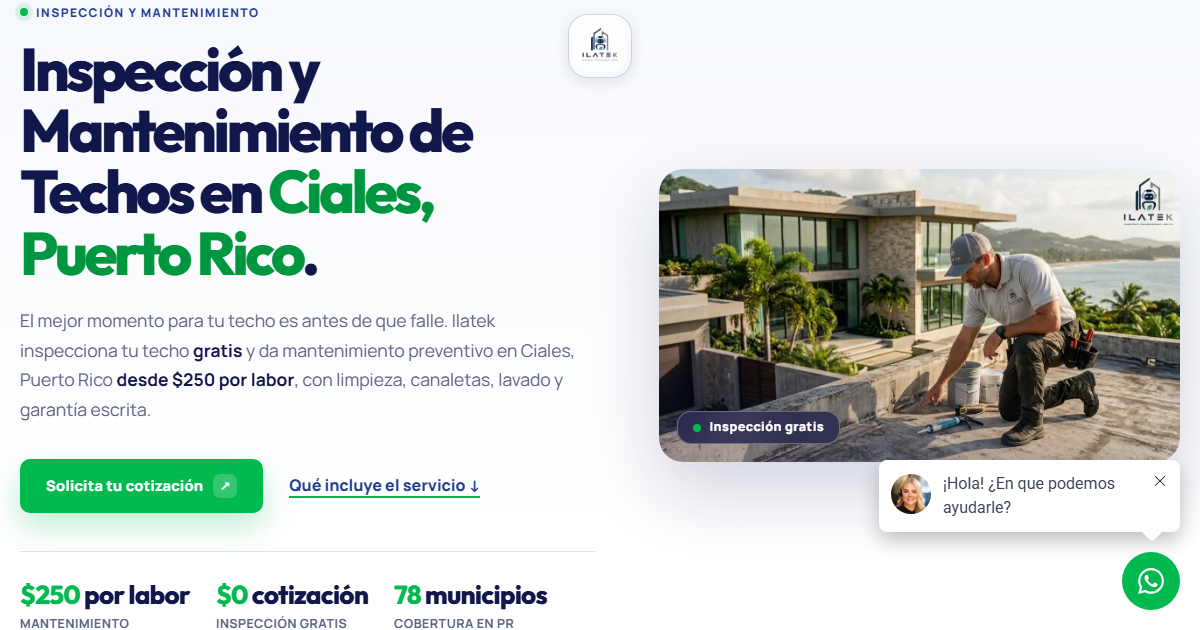 INSPECCIÓN Y MANTENIMIENTO
ILATEK
Inspección y
Mantenimiento de
Techos en Ciales,
Puerto Rico.
El mejor momento para tu techo es antes de que falle. Ilatek
inspecciona tu techo gratis y da mantenimiento preventivo en Ciales,
Puerto Rico desde $250 por labor, con limpieza, canaletas, lavado y
garantía escrita.
Solicita tu cotización ↗
Qué incluye el servicio ↓
ILATEK
Inspección gratis
¡Hola! ¿En que podemos
ayudarle?
$250 por labor
MANTENIMIENTO
$0 cotización
INSPECCIÓN GRATIS
78 municipios
COBERTURA EN PR